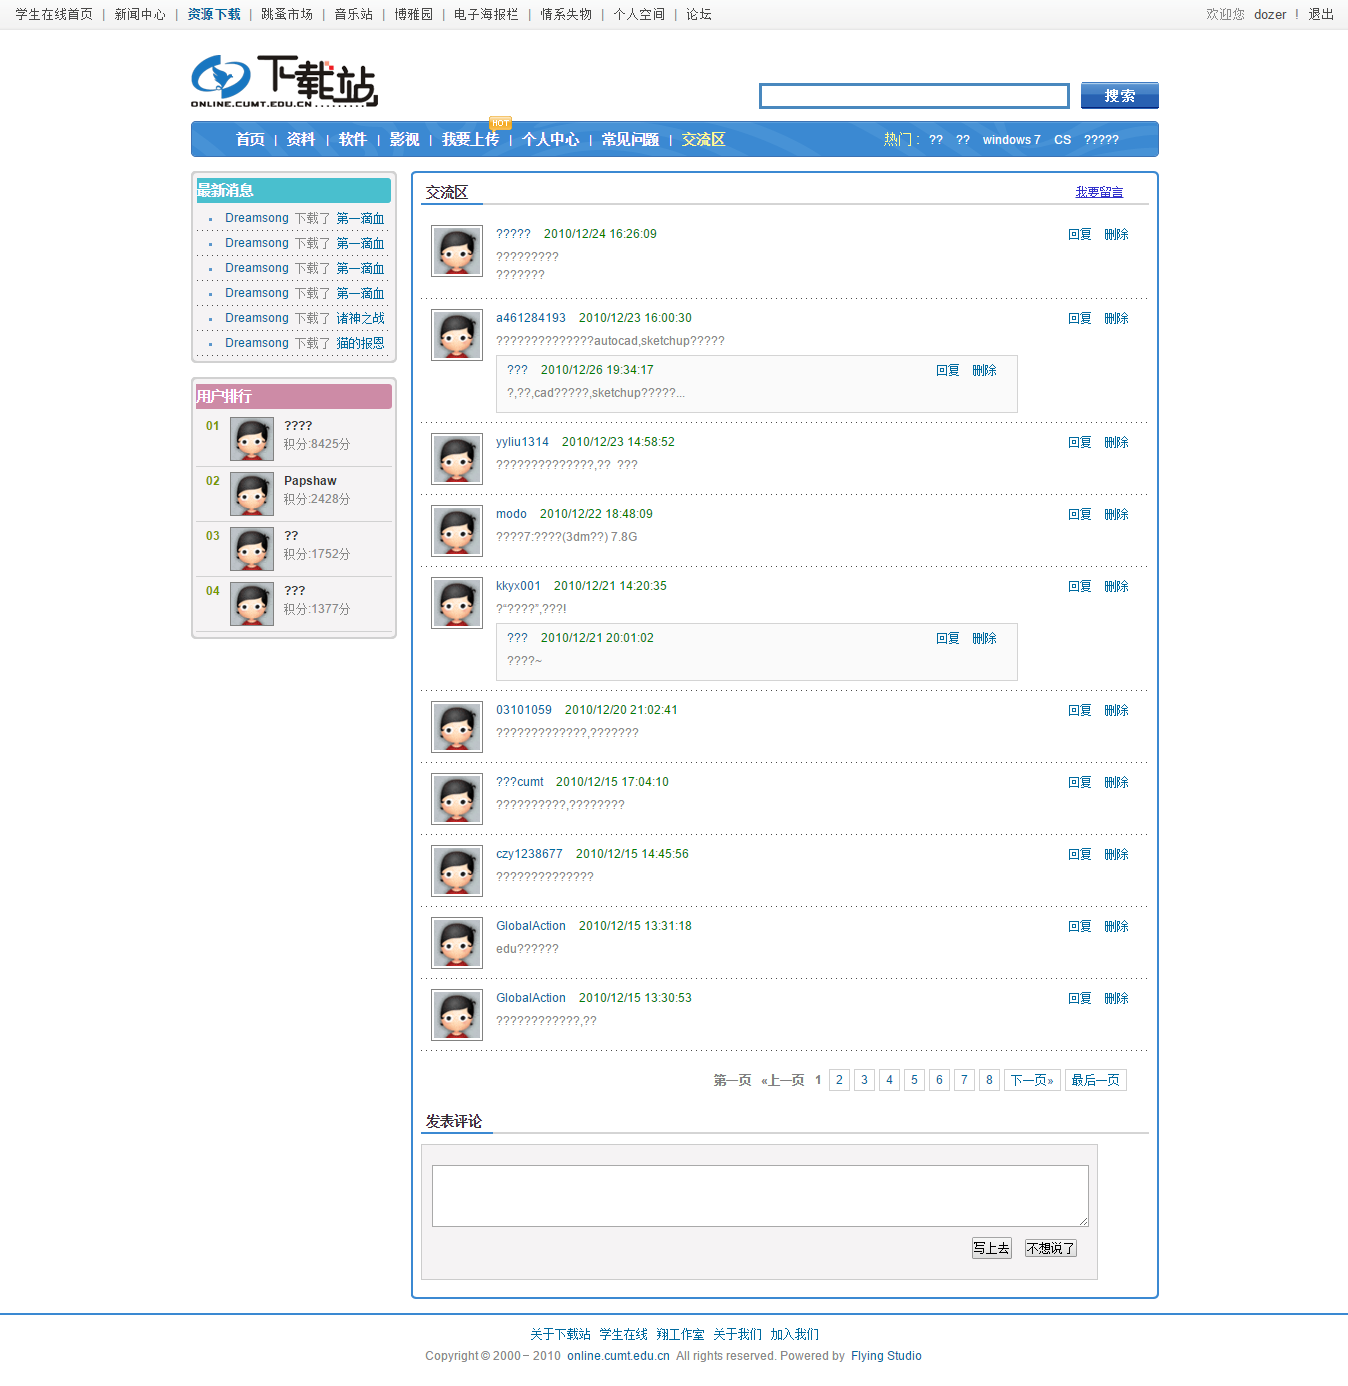 学生在线首页 | 新闻中心 | 资源下载 | 跳蚤市场 | 音乐站 | 博雅园 | 电子海报栏 | 情系失物 | 个人空间 | 论坛
欢迎您 dozer ! 退出
下载站
ONLINE.CUMT.EDU.CN
搜索
HOT
首页 | 资料 | 软件 | 影视 | 我要上传 | 个人中心 | 常见问题 | 交流区
热门： ?? ?? windows 7 CS ?????
最新消息
Dreamsong 下载了 第一滴血
Dreamsong 下载了 第一滴血
Dreamsong 下载了 第一滴血
Dreamsong 下载了 第一滴血
Dreamsong 下载了 诸神之战
Dreamsong 下载了 猫的报恩
用户排行
01 ????
积分:8425分
02 Papshaw
积分:2428分
03 ??
积分:1752分
04 ???
积分:1377分
交流区 我要留言
????? 2010/12/24 16:26:09 回复 删除
?????????
???????
a461284193 2010/12/23 16:00:30 回复 删除
??????????????autocad,sketchup?????
??? 2010/12/26 19:34:17 回复 删除
?,??,cad?????,sketchup?????...
yyliu1314 2010/12/23 14:58:52 回复 删除
??????????????,?? ???
modo 2010/12/22 18:48:09 回复 删除
????7:????(3dm??) 7.8G
kkyx001 2010/12/21 14:20:35 回复 删除
?“????”,???!
??? 2010/12/21 20:01:02 回复 删除
????~
03101059 2010/12/20 21:02:41 回复 删除
?????????????,???????
???cumt 2010/12/15 17:04:10 回复 删除
??????????,????????
czy1238677 2010/12/15 14:45:56 回复 删除
??????????????
GlobalAction 2010/12/15 13:31:18 回复 删除
edu??????
GlobalAction 2010/12/15 13:30:53 回复 删除
????????????,??
第一页 «上一页 1 2 3 4 5 6 7 8 下一页» 最后一页
发表评论
写上去 不想说了
关于下载站 学生在线 翔工作室 关于我们 加入我们
Copyright © 2000 – 2010 online.cumt.edu.cn All rights reserved. Powered by Flying Studio